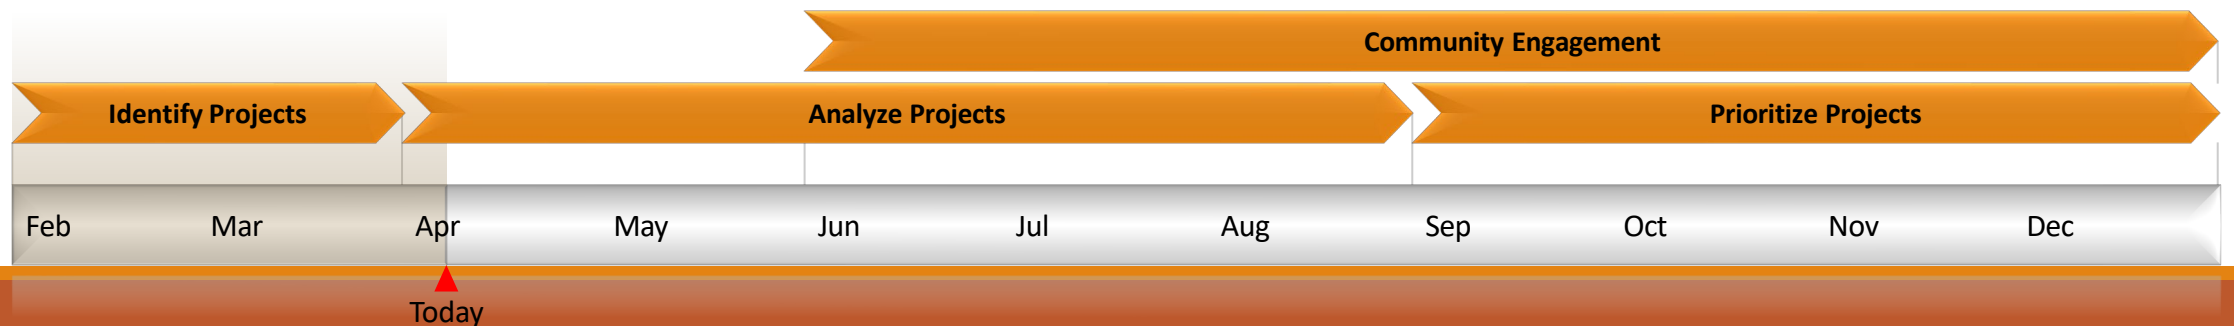 Community Engagement
Identify Projects
Analyze Projects
Prioritize Projects
Feb Mar Apr May Jun Jul Aug Sep Oct Nov Dec
Today